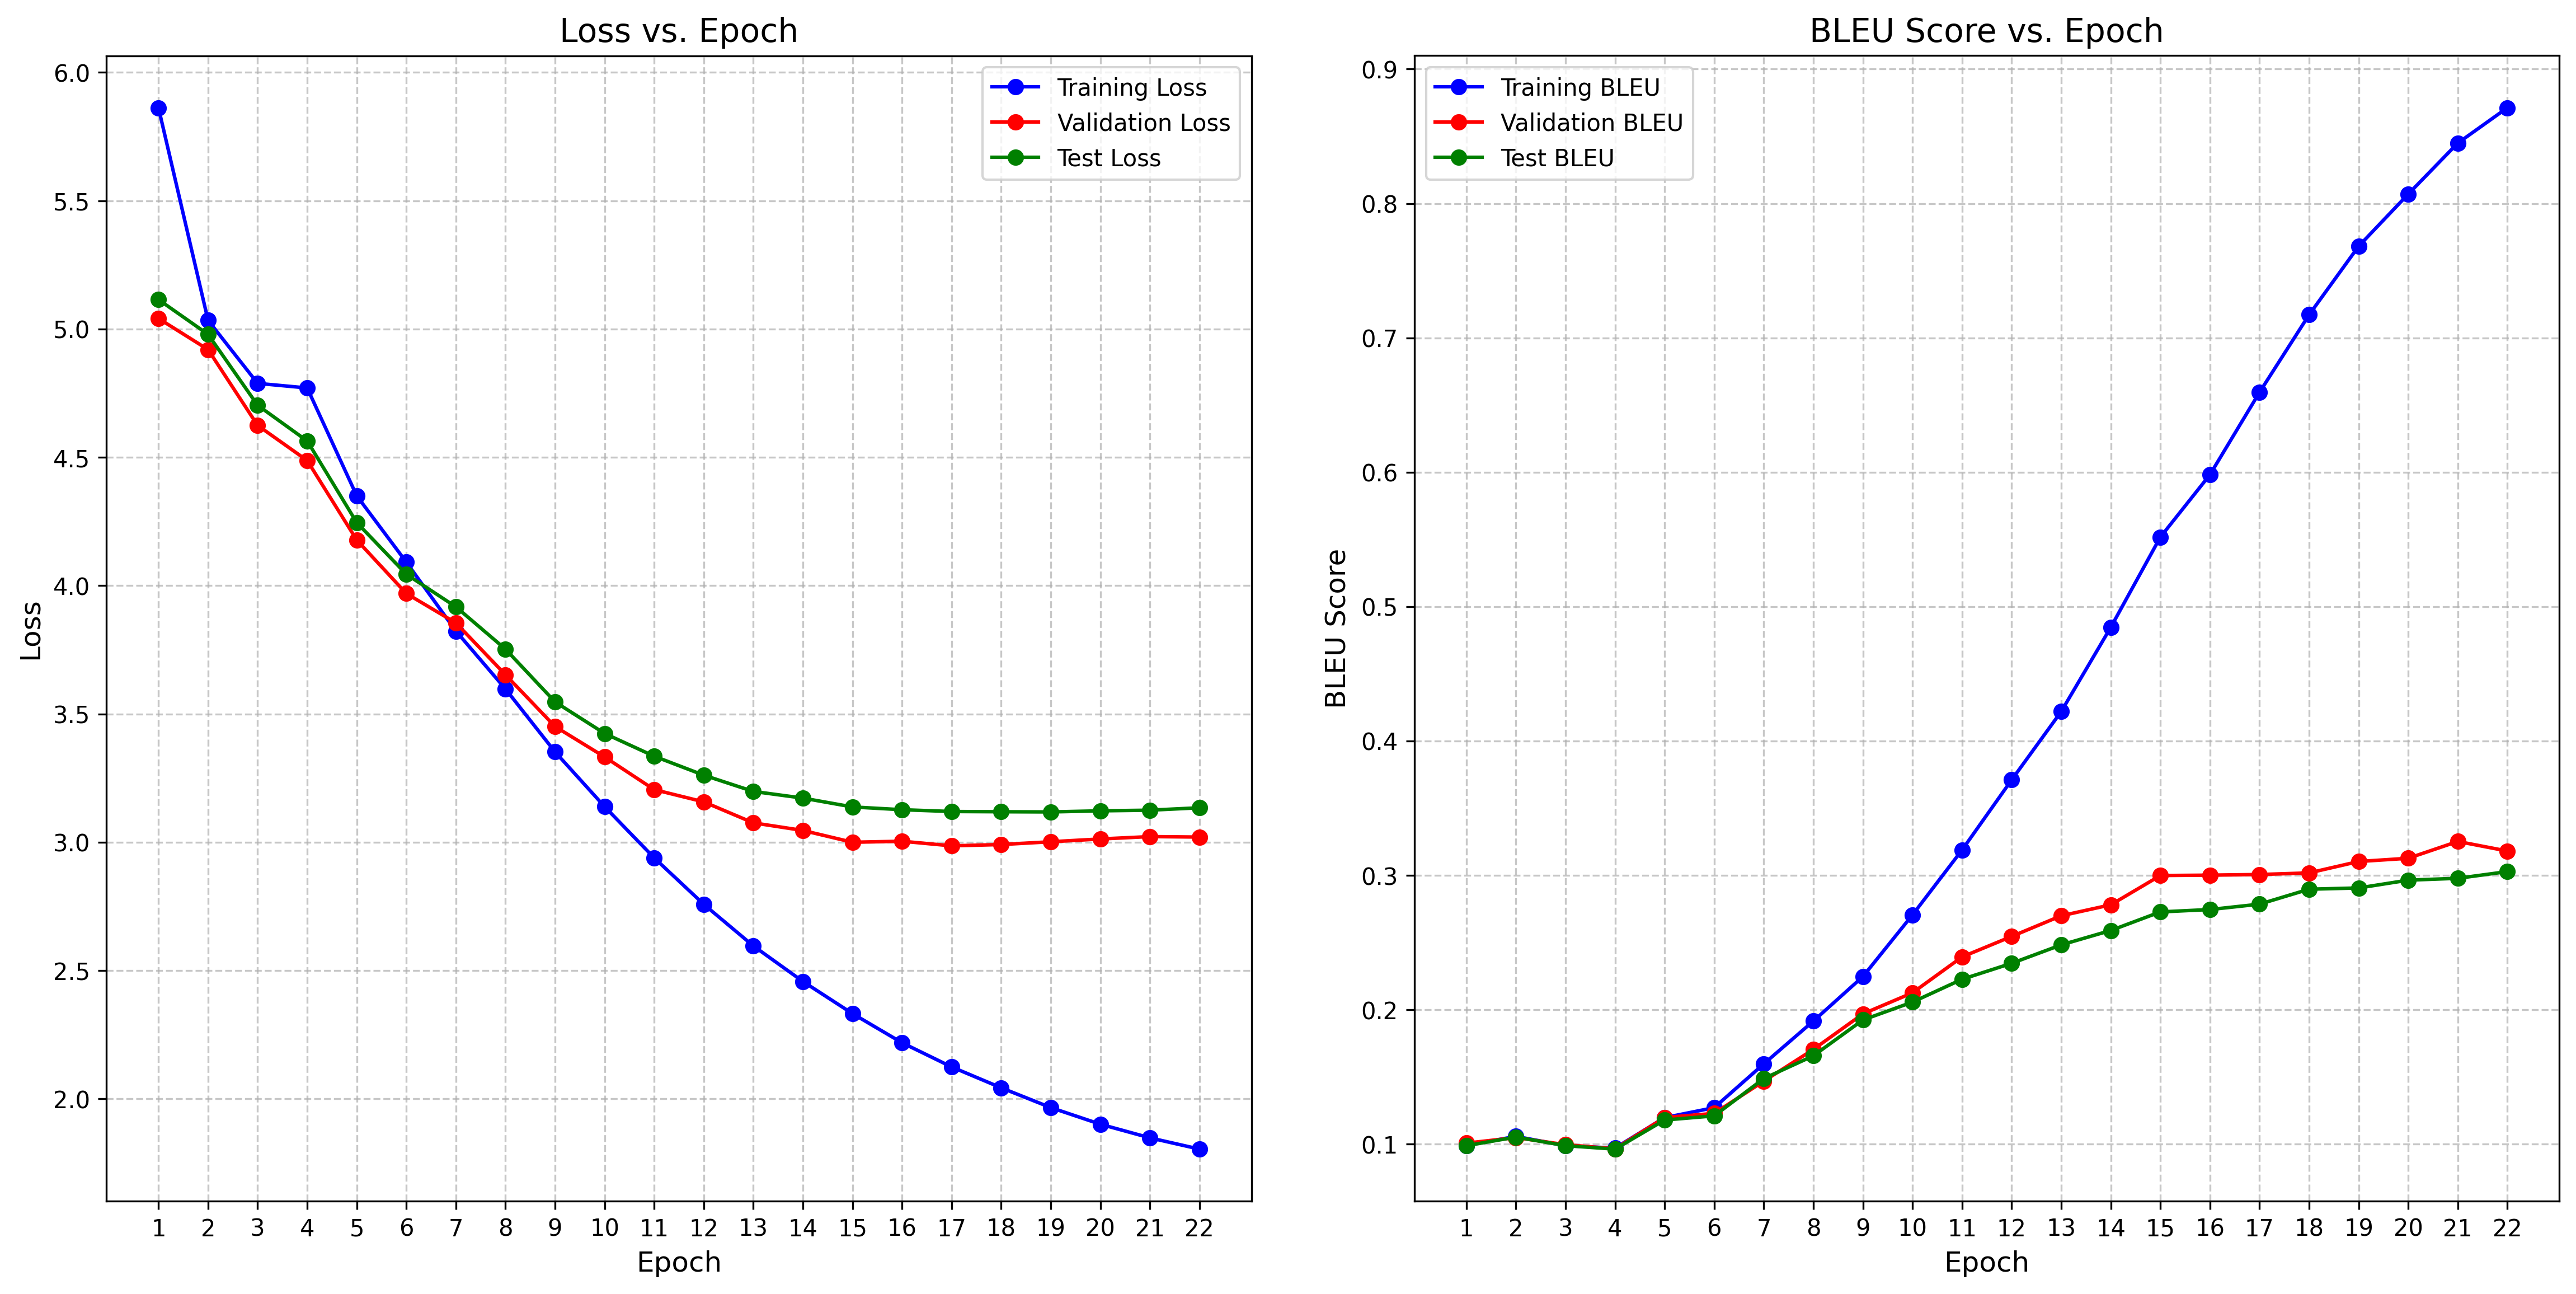 Loss vs. Epoch
6.0
5.5
5.0
4.5
4.0
3.5
3.0
2.5
2.0
Loss
Training Loss
Validation Loss
Test Loss
1 2 3 4 5 6 7 8 9 10 11 12 13 14 15 16 17 18 19 20 21 22
Epoch
BLEU Score vs. Epoch
0.9
0.8
0.7
0.6
0.5
0.4
0.3
0.2
0.1
BLEU Score
Training BLEU
Validation BLEU
Test BLEU
1 2 3 4 5 6 7 8 9 10 11 12 13 14 15 16 17 18 19 20 21 22
Epoch